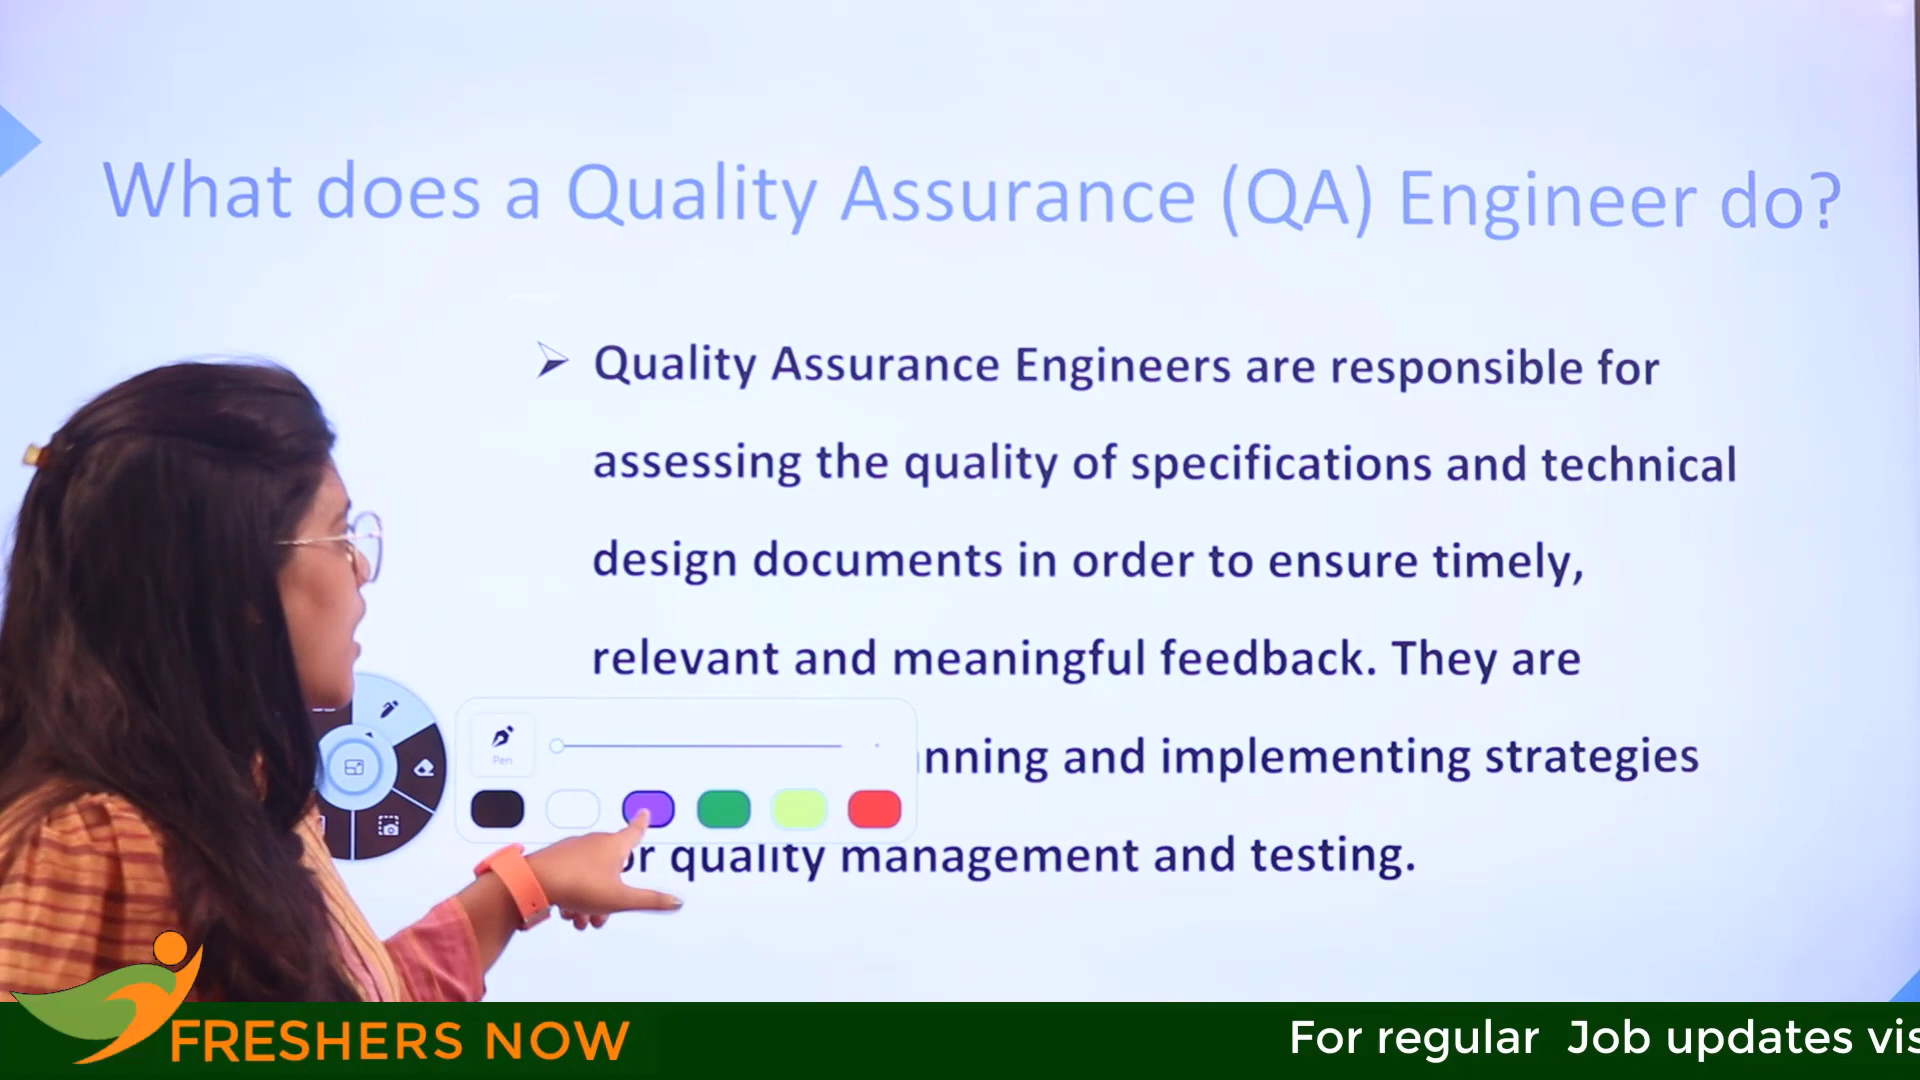 What does a Quality Assurance (QA) Engineer do?
Quality Assurance Engineers are responsible for
assessing the quality of specifications and technical
design documents in order to ensure timely,
relevant and meaningful feedback. They are
nning and implementing strategies
or quality management and testing.
Pen
FRESHERS NOW
For regular Job updates vis